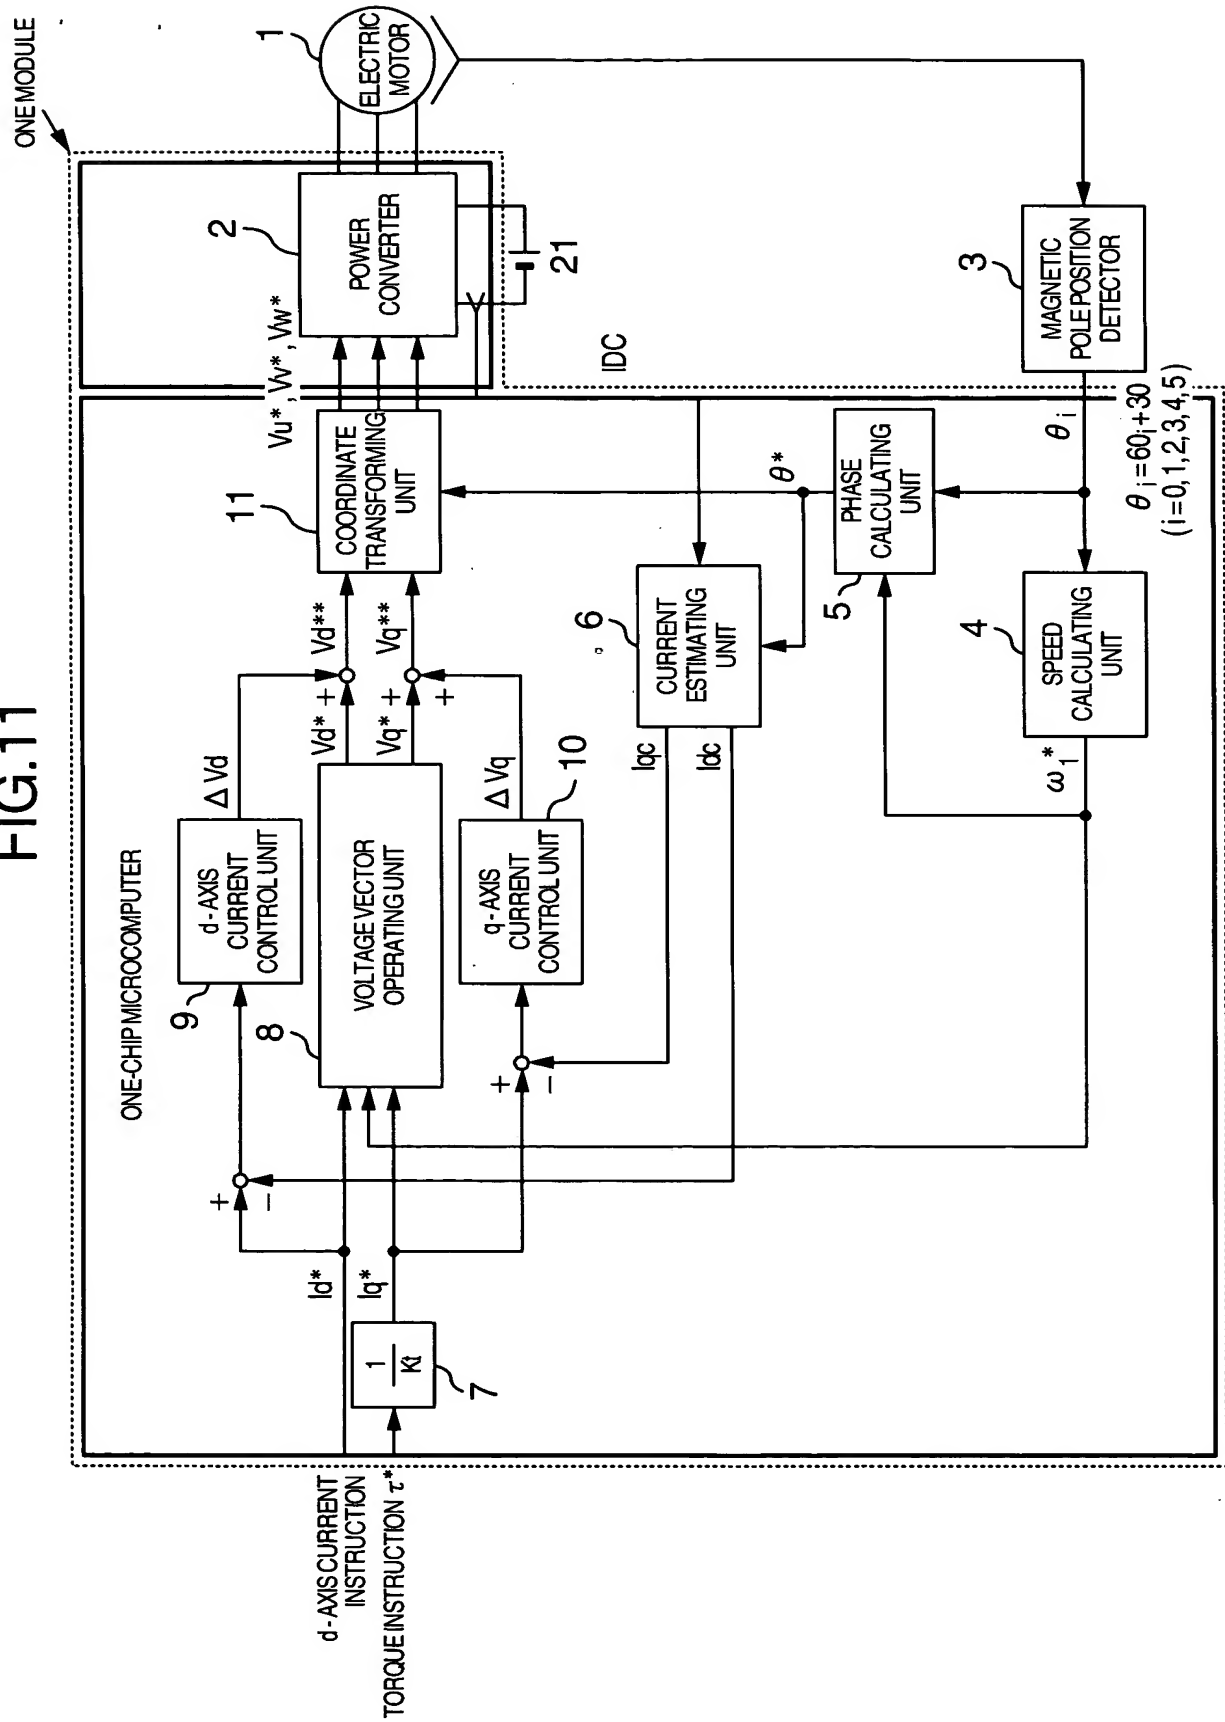 FIG.11
ONE MODULE
ONE-CHIP MICROCOMPUTER
d-AXIS CURRENT
INSTRUCTION
TORQUE INSTRUCTION τ*
Id*
Iq*
1
Kt
7
+
−
9
d-AXIS
CURRENT
CONTROL UNIT
ΔVd
8
VOLTAGE VECTOR
OPERATING UNIT
Vd*
+
+
Vd**
Vq*
+
+
Vq**
+
−
q-AXIS
CURRENT
CONTROL UNIT
10
ΔVq
11
COORDINATE
TRANSFORMING
UNIT
Vu*, Vv*, Vw*
2
POWER
CONVERTER
21
1
ELECTRIC
MOTOR
IDC
6
CURRENT
ESTIMATING
UNIT
Iqc
Idc
θ*
5
PHASE
CALCULATING
UNIT
4
SPEED
CALCULATING
UNIT
ω1*
θi
θi=60i+30
(i=0,1,2,3,4,5)
3
MAGNETIC
POLE POSITION
DETECTOR